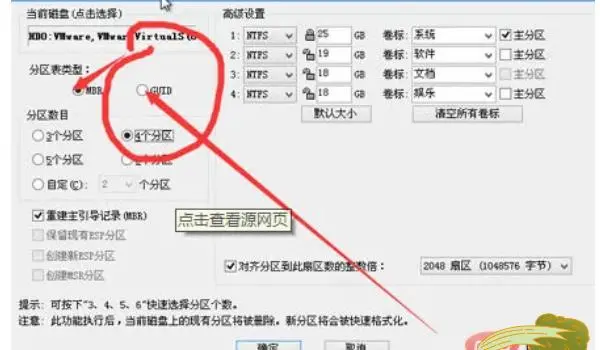 当前磁盘(点击选择)
HD0:VMware,VMware VirtualS(8
分区表类型:
MBR
GUID
分区数目
3个分区
4个分区
5个分区
个分区
自定(C): 2 个分区
重建主引导记录(MBR)
保留现有ESP分区
创建新ESP分区
创建MSR分区
高级设置
1: NTFS 25 GB 卷标: 系统 主分区
2: NTFS 19 GB 卷标: 软件 主分区
3: NTFS 18 GB 卷标: 文档 主分区
4: NTFS 18 GB 卷标: 娱乐 主分区
默认大小 清空所有卷标
点击查看源网页
对齐分区到此扇区数的整数倍: 2048 扇区 (1048576 字节)
提示: 可按下"3、4、5、6"快速选择分区个数。
注意: 此功能执行后, 当前磁盘上的现有分区将被删除。新分区将会被快速格式化。
确定 取消